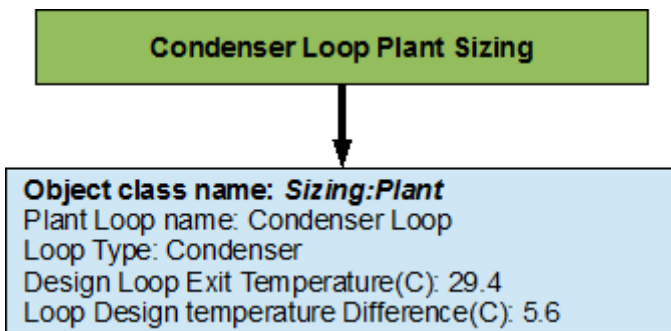 Condenser Loop Plant Sizing
Object class name: Sizing:Plant
Plant Loop name: Condenser Loop
Loop Type: Condenser
Design Loop Exit Temperature(C): 29.4
Loop Design temperature Difference(C): 5.6